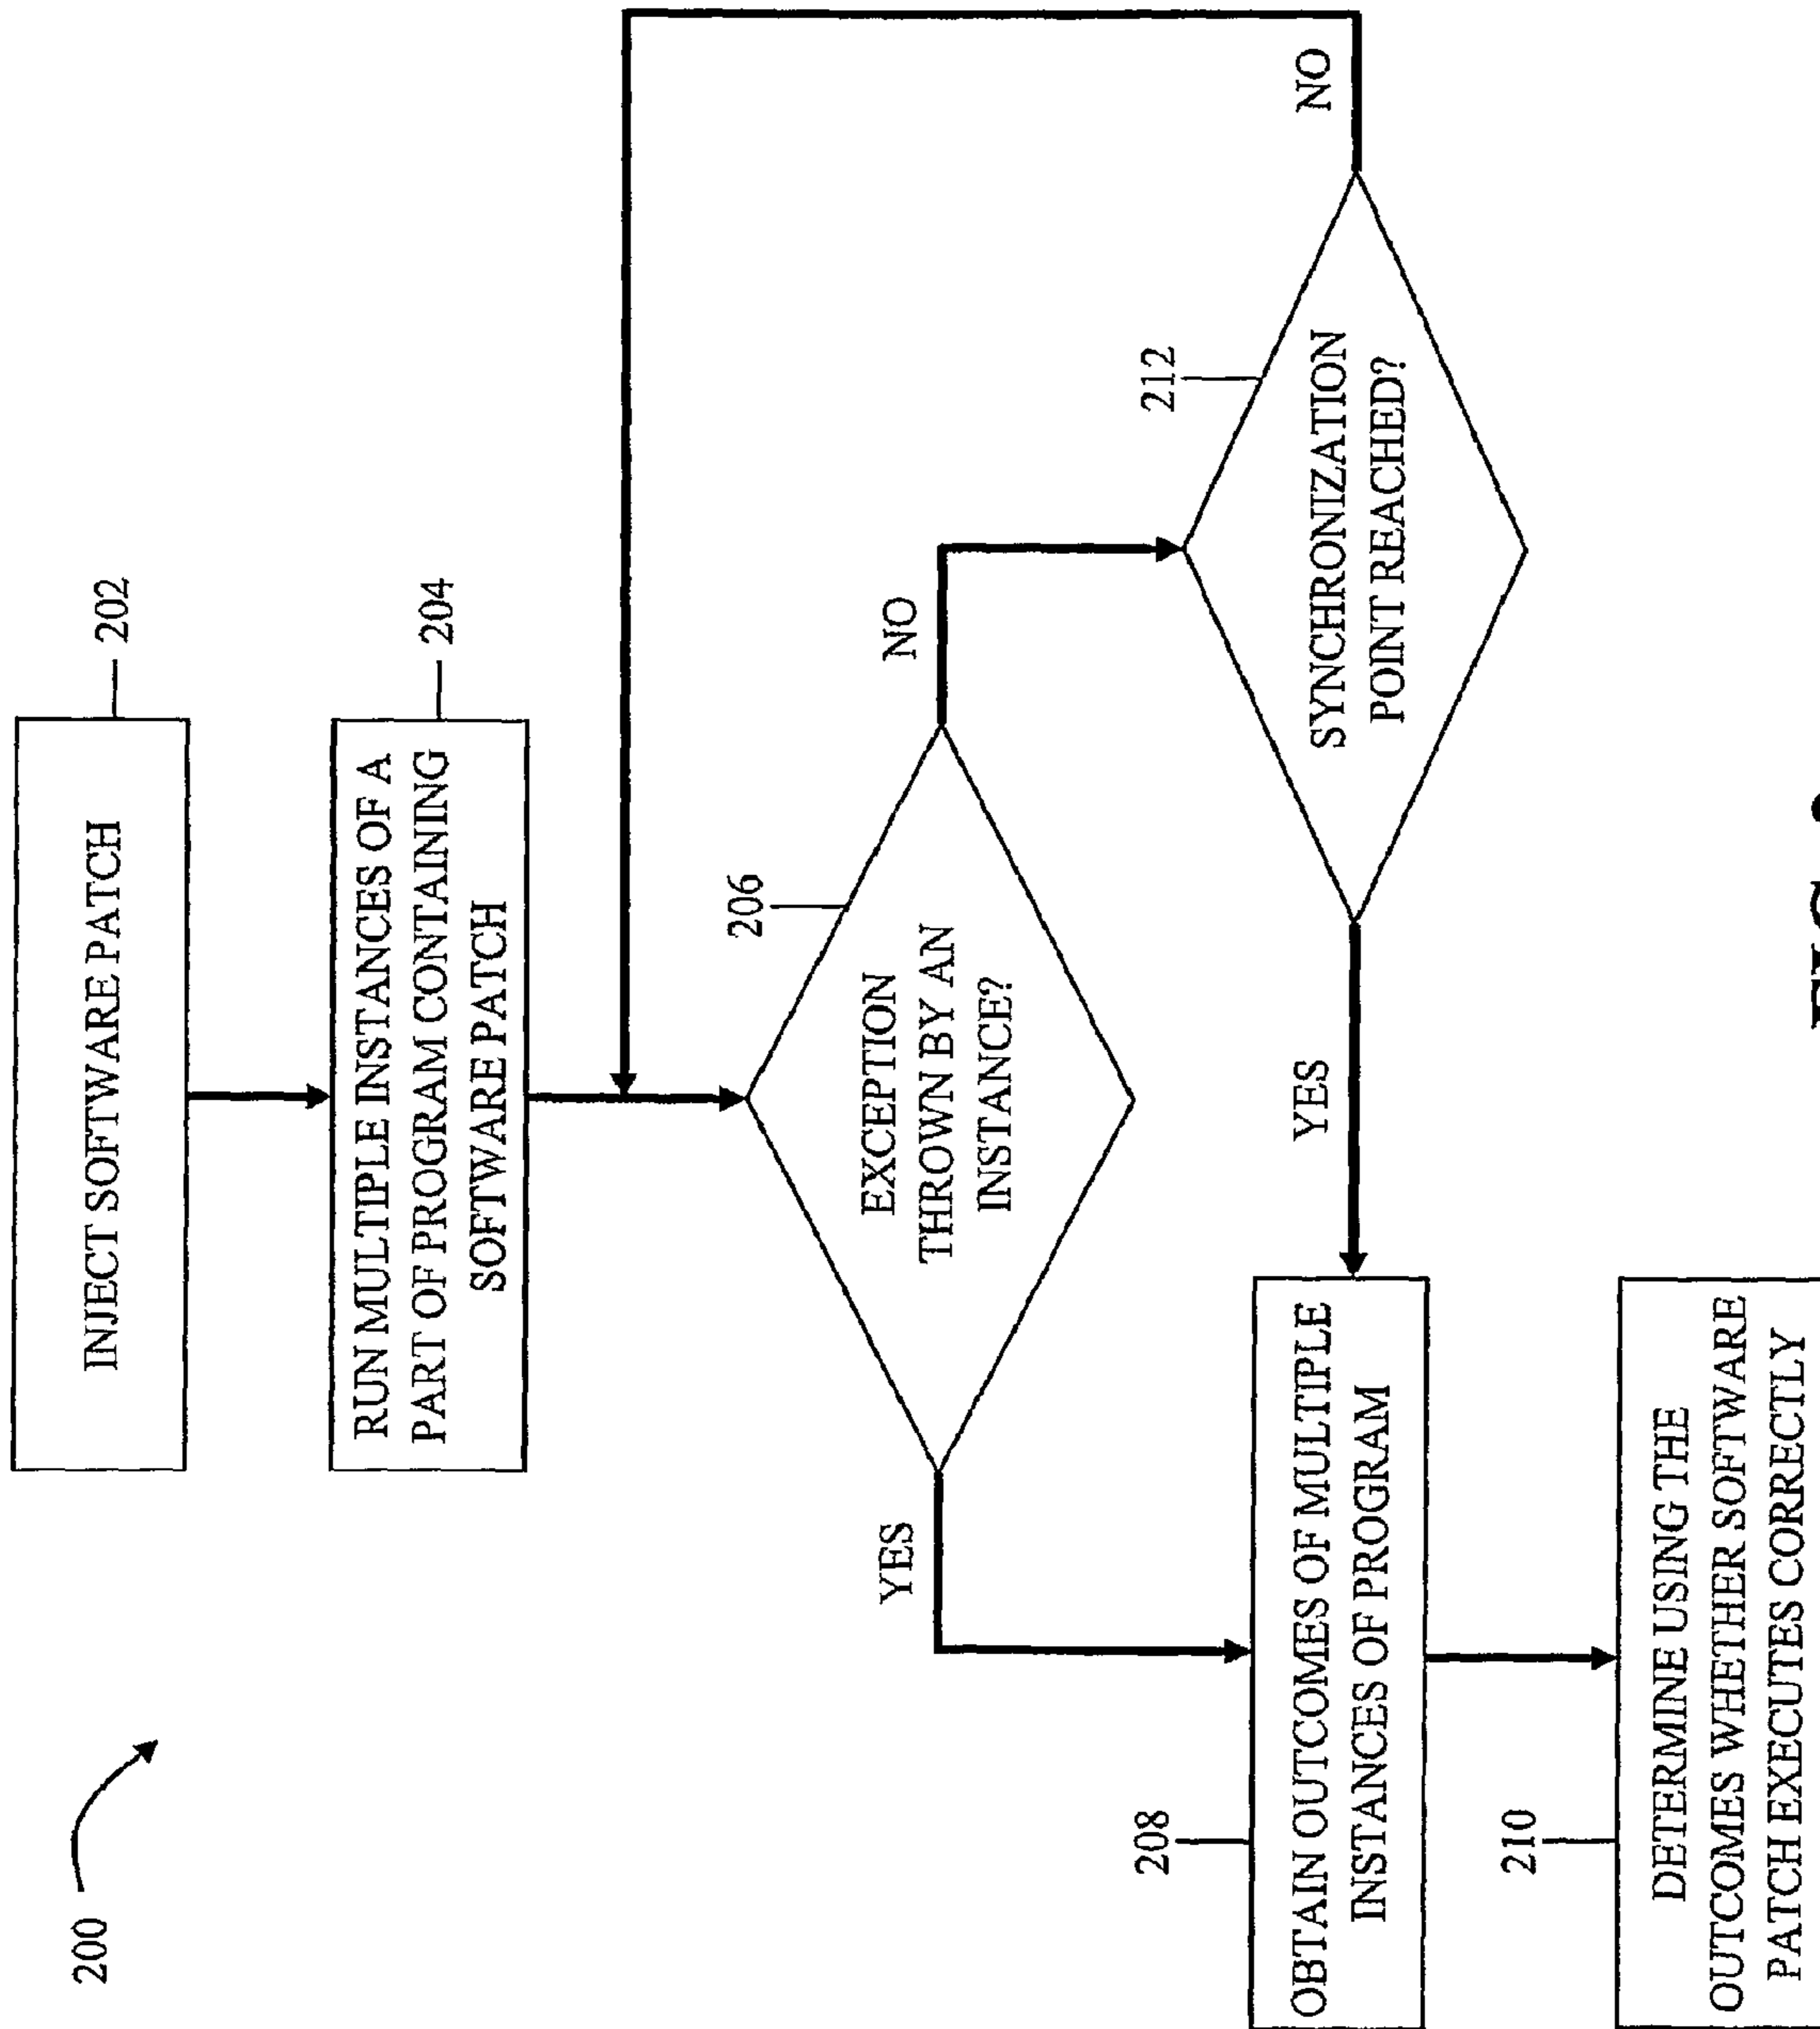 200
INJECT SOFTWARE PATCH
202
RUN MULTIPLE INSTANCES OF A
PART OF PROGRAM CONTAINING
SOFTWARE PATCH
204
206
EXCEPTION
THROWN BY AN
INSTANCE?
YES
NO
212
SYNCHRONIZATION
POINT REACHED?
YES
NO
208
OBTAIN OUTCOMES OF MULTIPLE
INSTANCES OF PROGRAM
210
DETERMINE USING THE
OUTCOMES WHETHER SOFTWARE
PATCH EXECUTES CORRECTLY